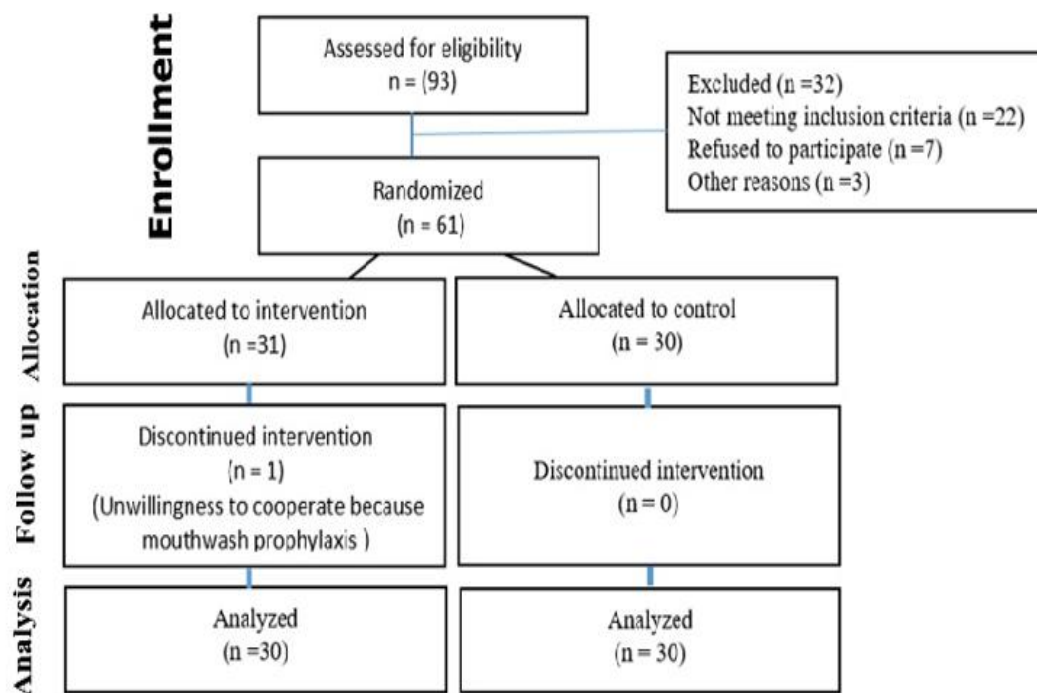 Enrollment
Assessed for eligibility
n = (93)
Excluded (n =32)
Not meeting inclusion criteria (n =22)
Refused to participate (n =7)
Other reasons (n =3)
Randomized
(n = 61)
Allocation
Allocated to intervention
(n =31)
Allocated to control
(n = 30)
Follow up
Discontinued intervention
(n = 1)
(Unwillingness to cooperate because
mouthwash prophylaxis )
Discontinued intervention
(n = 0)
Analysis
Analyzed
(n =30)
Analyzed
(n = 30)